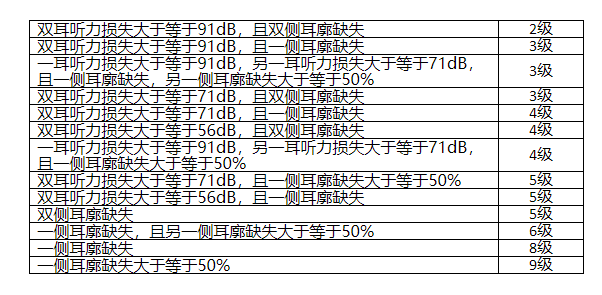 双耳听力损失大于等于91dB，且双侧耳廓缺失 2级
双耳听力损失大于等于91dB，且一侧耳廓缺失 3级
一耳听力损失大于等于91dB，另一耳听力损失大于等于71dB，
且一侧耳廓缺失，另一侧耳廓缺失大于等于50% 3级
双耳听力损失大于等于71dB，且双侧耳廓缺失 3级
双耳听力损失大于等于71dB，且一侧耳廓缺失 4级
双耳听力损失大于等于56dB，且双侧耳廓缺失 4级
一耳听力损失大于等于91dB，另一耳听力损失大于等于71dB，
且一侧耳廓缺失大于等于50% 4级
双耳听力损失大于等于71dB，且一侧耳廓缺失大于等于50% 5级
双耳听力损失大于等于56dB，且一侧耳廓缺失 5级
双侧耳廓缺失 5级
一侧耳廓缺失，且另一侧耳廓缺失大于等于50% 6级
一侧耳廓缺失 8级
一侧耳廓缺失大于等于50% 9级